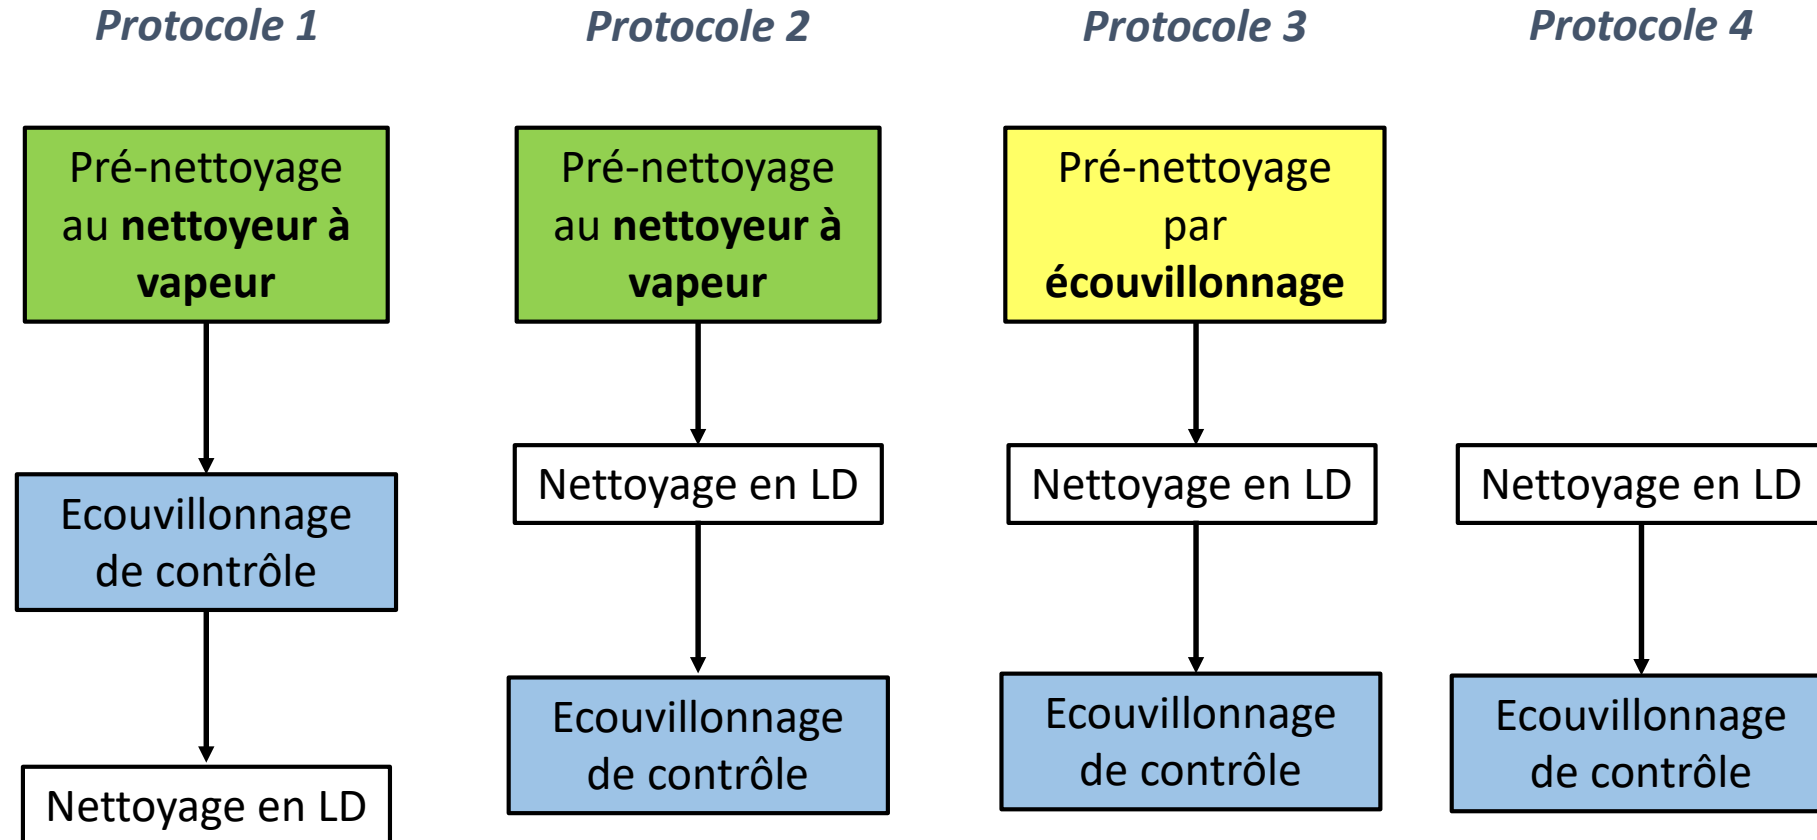 Protocole 1
Protocole 2
Protocole 3
Protocole 4
Pré-nettoyage
au nettoyeur à
vapeur
Pré-nettoyage
au nettoyeur à
vapeur
Pré-nettoyage
par
écouvillonnage
Ecouvillonnage
de contrôle
Nettoyage en LD
Nettoyage en LD
Nettoyage en LD
Nettoyage en LD
Ecouvillonnage
de contrôle
Ecouvillonnage
de contrôle
Ecouvillonnage
de contrôle